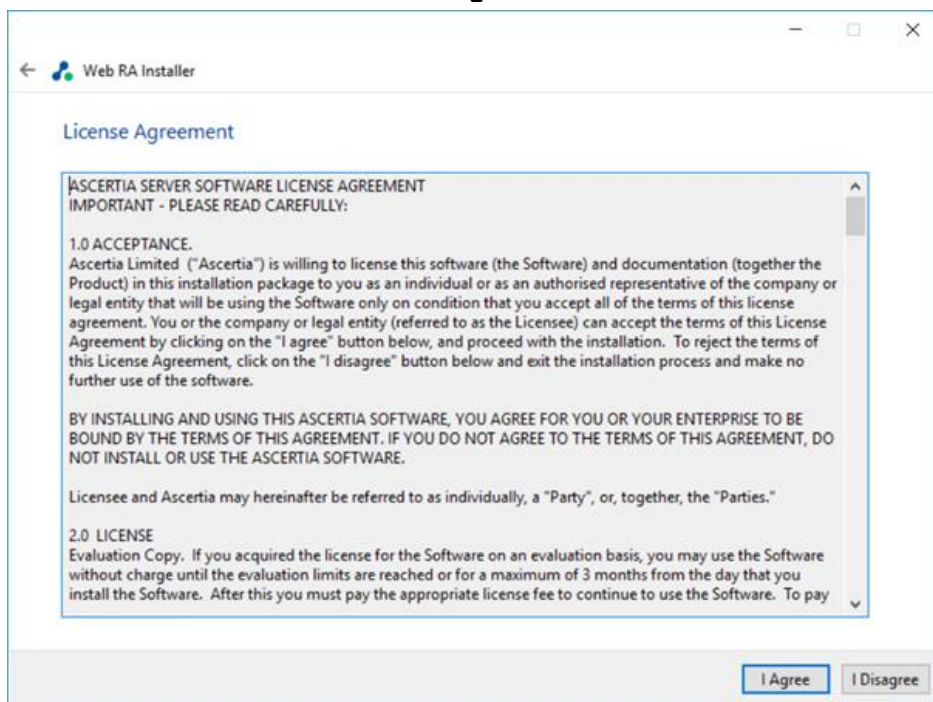 Web RA Installer
License Agreement
ASCERTIA SERVER SOFTWARE LICENSE AGREEMENT
IMPORTANT - PLEASE READ CAREFULLY:
1.0 ACCEPTANCE.
Ascertia Limited ("Ascertia") is willing to license this software (the Software) and documentation (together the
Product) in this installation package to you as an individual or as an authorised representative of the company or
legal entity that will be using the Software only on condition that you accept all of the terms of this license
agreement. You or the company or legal entity (referred to as the Licensee) can accept the terms of this License
Agreement by clicking on the "I agree" button below, and proceed with the installation. To reject the terms of
this License Agreement, click on the "I disagree" button below and exit the installation process and make no
further use of the software.
BY INSTALLING AND USING THIS ASCERTIA SOFTWARE, YOU AGREE FOR YOU OR YOUR ENTERPRISE TO BE
BOUND BY THE TERMS OF THIS AGREEMENT. IF YOU DO NOT AGREE TO THE TERMS OF THIS AGREEMENT, DO
NOT INSTALL OR USE THE ASCERTIA SOFTWARE.
Licensee and Ascertia may hereinafter be referred to as individually, a "Party", or, together, the "Parties."
2.0 LICENSE
Evaluation Copy. If you acquired the license for the Software on an evaluation basis, you may use the Software
without charge until the evaluation limits are reached or for a maximum of 3 months from the day that you
install the Software. After this you must pay the appropriate license fee to continue to use the Software. To pay
I Agree
I Disagree